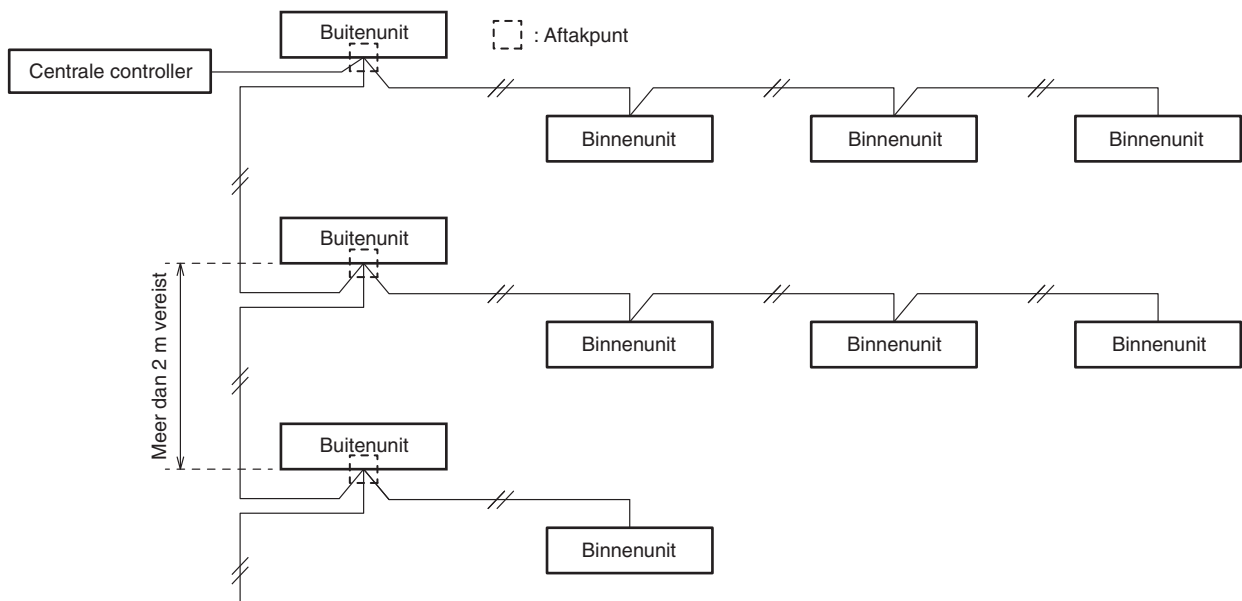 Buitenunit
: Aftakpunt
Centrale controller
Binnenunit
Binnenunit
Binnenunit
Buitenunit
Meer dan 2 m vereist
Binnenunit
Binnenunit
Binnenunit
Buitenunit
Binnenunit